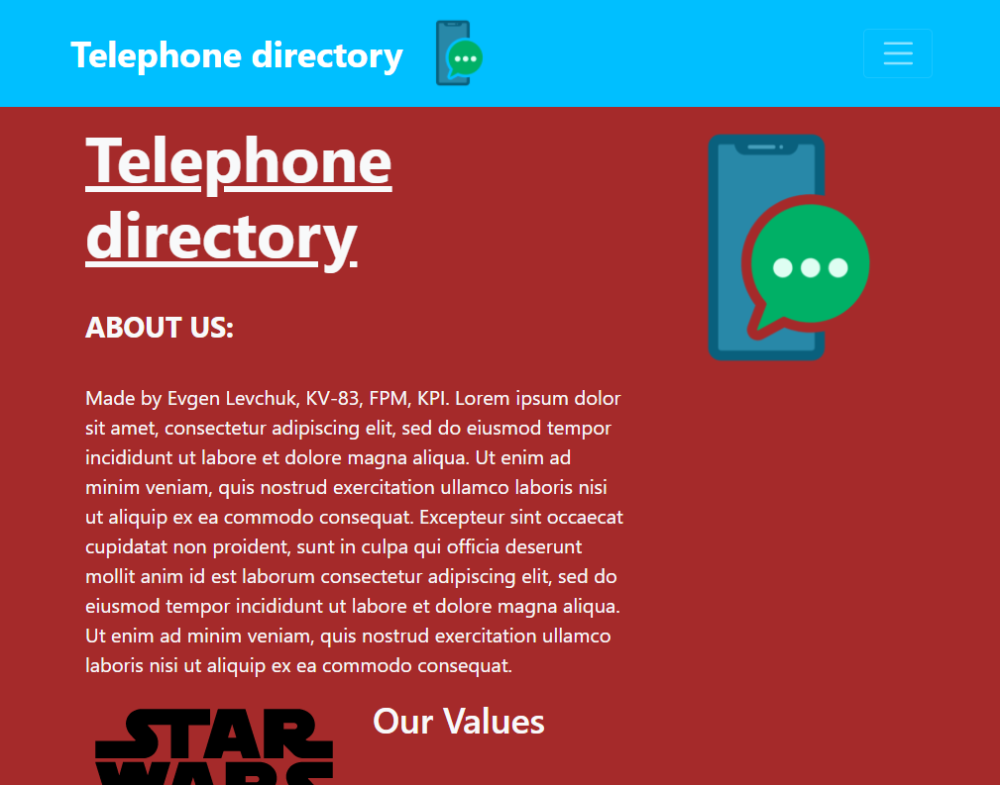 Telephone directory
Telephone
directory
ABOUT US:
Made by Evgen Levchuk, KV-83, FPM, KPI. Lorem ipsum dolor
sit amet, consectetur adipiscing elit, sed do eiusmod tempor
incididunt ut labore et dolore magna aliqua. Ut enim ad
minim veniam, quis nostrud exercitation ullamco laboris nisi
ut aliquip ex ea commodo consequat. Excepteur sint occaecat
cupidatat non proident, sunt in culpa qui officia deserunt
mollit anim id est laborum consectetur adipiscing elit, sed do
eiusmod tempor incididunt ut labore et dolore magna aliqua.
Ut enim ad minim veniam, quis nostrud exercitation ullamco
laboris nisi ut aliquip ex ea commodo consequat.
STAR
WARS
Our Values